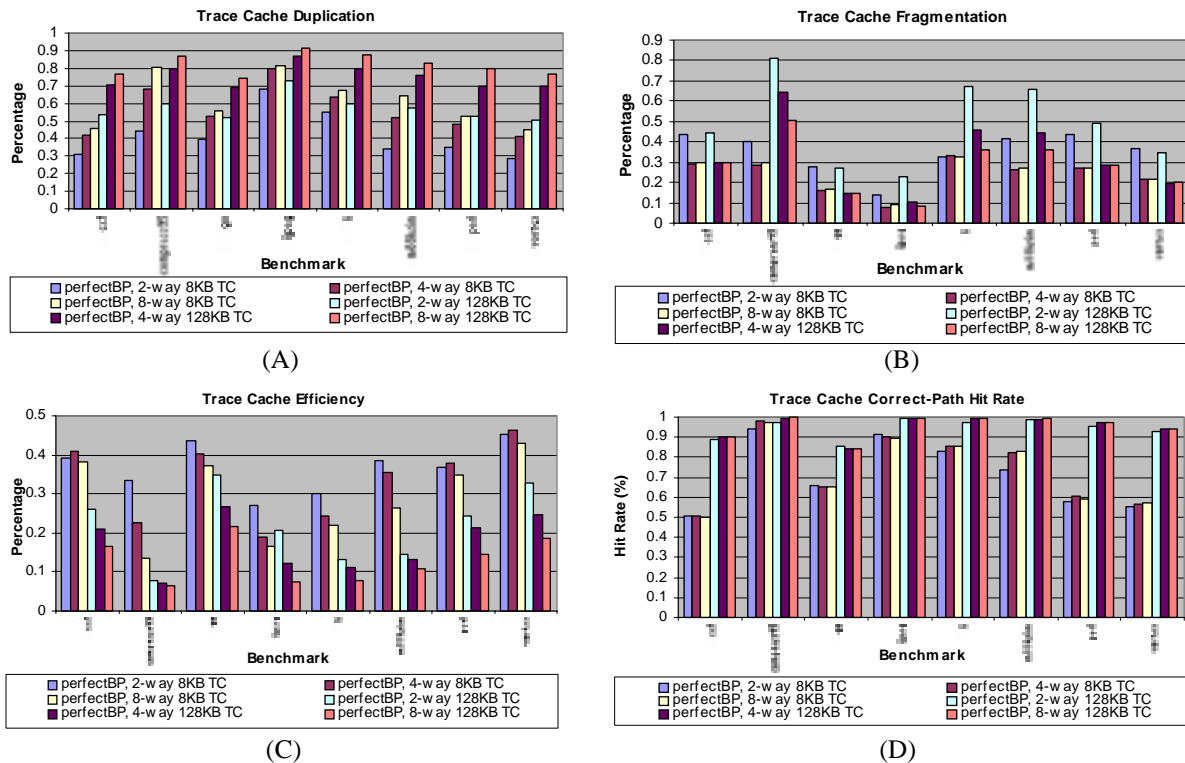 Trace Cache Duplication
Percentage
1
0.9
0.8
0.7
0.6
0.5
0.4
0.3
0.2
0.1
0
Benchmark
perfectBP, 2-way 8KB TC
perfectBP, 4-way 8KB TC
perfectBP, 8-way 8KB TC
perfectBP, 2-way 128KB TC
perfectBP, 4-way 128KB TC
perfectBP, 8-way 128KB TC
(A)
Trace Cache Fragmentation
Percentage
0.9
0.8
0.7
0.6
0.5
0.4
0.3
0.2
0.1
0
Benchmark
perfectBP, 2-way 8KB TC
perfectBP, 4-way 8KB TC
perfectBP, 8-way 8KB TC
perfectBP, 2-way 128KB TC
perfectBP, 4-way 128KB TC
perfectBP, 8-way 128KB TC
(B)
Trace Cache Efficiency
Percentage
0.5
0.4
0.3
0.2
0.1
0
Benchmark
perfectBP, 2-way 8KB TC
perfectBP, 4-way 8KB TC
perfectBP, 8-way 8KB TC
perfectBP, 2-way 128KB TC
perfectBP, 4-way 128KB TC
perfectBP, 8-way 128KB TC
(C)
Trace Cache Correct-Path Hit Rate
Hit Rate (%)
1
0.9
0.8
0.7
0.6
0.5
0.4
0.3
0.2
0.1
0
Benchmark
perfectBP, 2-way 8KB TC
perfectBP, 4-way 8KB TC
perfectBP, 8-way 8KB TC
perfectBP, 2-way 128KB TC
perfectBP, 4-way 128KB TC
perfectBP, 8-way 128KB TC
(D)